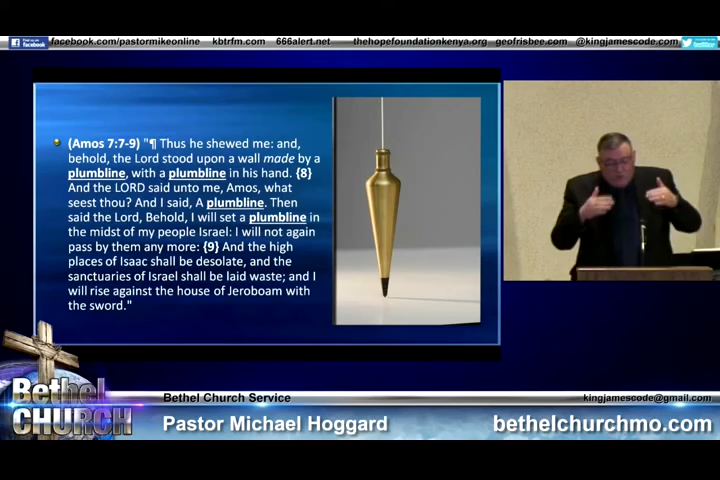 Find us on
facebook
facebook.com/pastormikeonline kbtrfm.com 666alert.net thehopefoundationkenya.org geofrisbee.com @kingjamescode.com
twitter
(Amos 7:7-9) "¶ Thus he shewed me: and,
behold, the Lord stood upon a wall made by a
plumbline, with a plumbline in his hand. {8}
And the LORD said unto me, Amos, what
seest thou? And I said, A plumbline. Then
said the Lord, Behold, I will set a plumbline in
the midst of my people Israel: I will not again
pass by them any more: {9} And the high
places of Isaac shall be desolate, and the
sanctuaries of Israel shall be laid waste; and I
will rise against the house of Jeroboam with
the sword."
Bethel
CHURCH
Bethel Church Service
kingjamescode@gmail.com
Pastor Michael Hoggard
bethelchurchmo.com